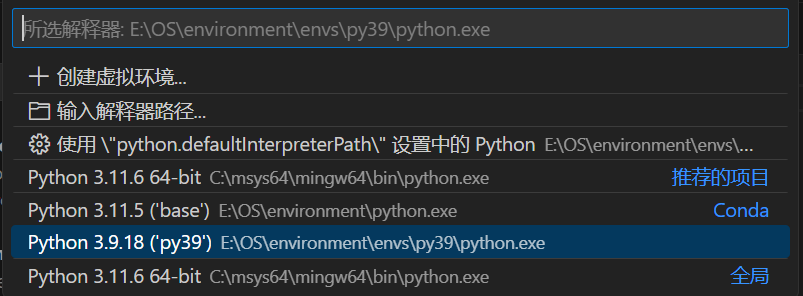 所选解释器: E:\OS\environment\envs\py39\python.exe
创建虚拟环境...
输入解释器路径...
使用 \"python.defaultInterpreterPath\" 设置中的 Python E:\OS\environment\envs\...
Python 3.11.6 64-bit C:\msys64\mingw64\bin\python.exe 推荐的项目
Python 3.11.5 ('base') E:\OS\environment\python.exe Conda
Python 3.9.18 ('py39') E:\OS\environment\envs\py39\python.exe
Python 3.11.6 64-bit C:\msys64\mingw64\bin\python.exe 全局